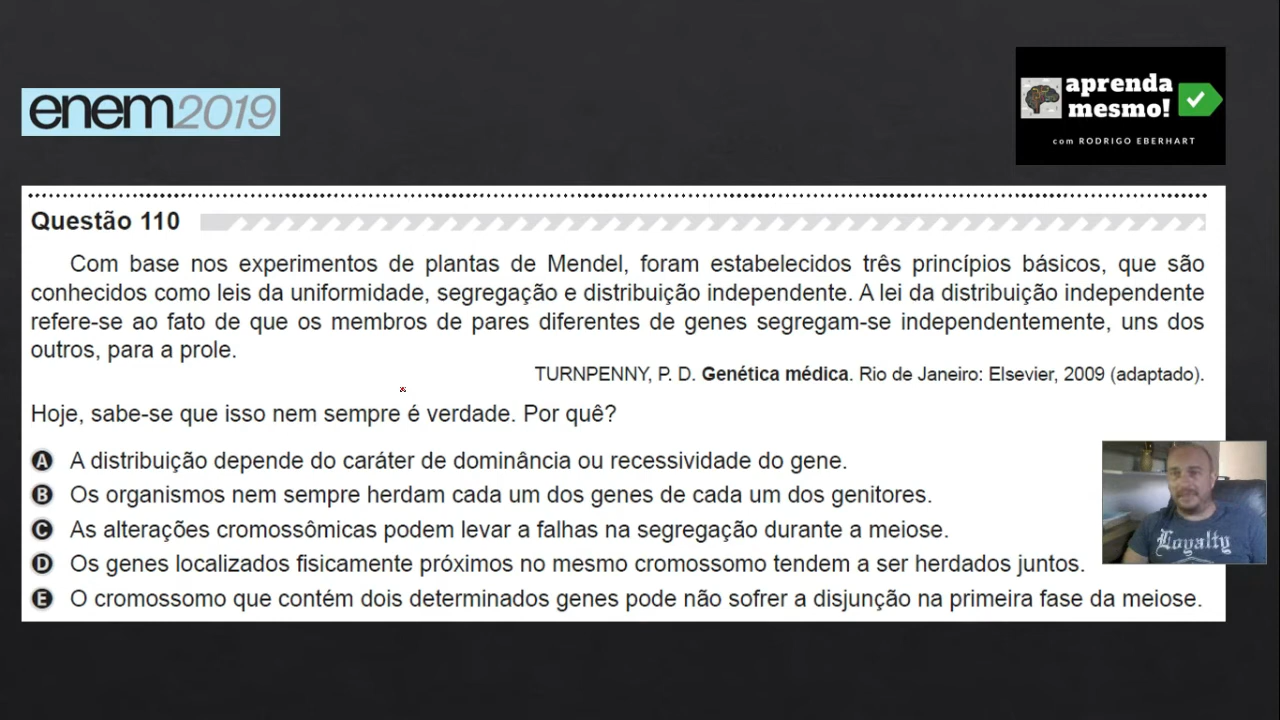 enem2019
aprenda
mesmo!
com RODRIGO EBERHART
Questão 110
Com base nos experimentos de plantas de Mendel, foram estabelecidos três princípios básicos, que são
conhecidos como leis da uniformidade, segregação e distribuição independente. A lei da distribuição independente
refere-se ao fato de que os membros de pares diferentes de genes segregam-se independentemente, uns dos
outros, para a prole.
TURNPENNY, P. D. Genética médica. Rio de Janeiro: Elsevier, 2009 (adaptado).
Hoje, sabe-se que isso nem sempre é verdade. Por quê?
A A distribuição depende do caráter de dominância ou recessividade do gene.
B Os organismos nem sempre herdam cada um dos genes de cada um dos genitores.
C As alterações cromossômicas podem levar a falhas na segregação durante a meiose.
D Os genes localizados fisicamente próximos no mesmo cromossomo tendem a ser herdados juntos.
E O cromossomo que contém dois determinados genes pode não sofrer a disjunção na primeira fase da meiose.
Loyalty